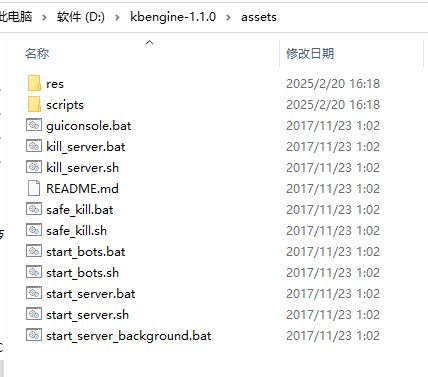 此电脑 > 软件 (D:) > kbengine-1.1.0 > assets
名称 修改日期
res 2025/2/20 16:18
scripts 2025/2/20 16:18
guiconsole.bat 2017/11/23 1:02
kill_server.bat 2017/11/23 1:02
kill_server.sh 2017/11/23 1:02
README.md 2017/11/23 1:02
safe_kill.bat 2017/11/23 1:02
safe_kill.sh 2017/11/23 1:02
start_bots.bat 2017/11/23 1:02
start_bots.sh 2017/11/23 1:02
start_server.bat 2017/11/23 1:02
start_server.sh 2017/11/23 1:02
start_server_background.bat 2017/11/23 1:02